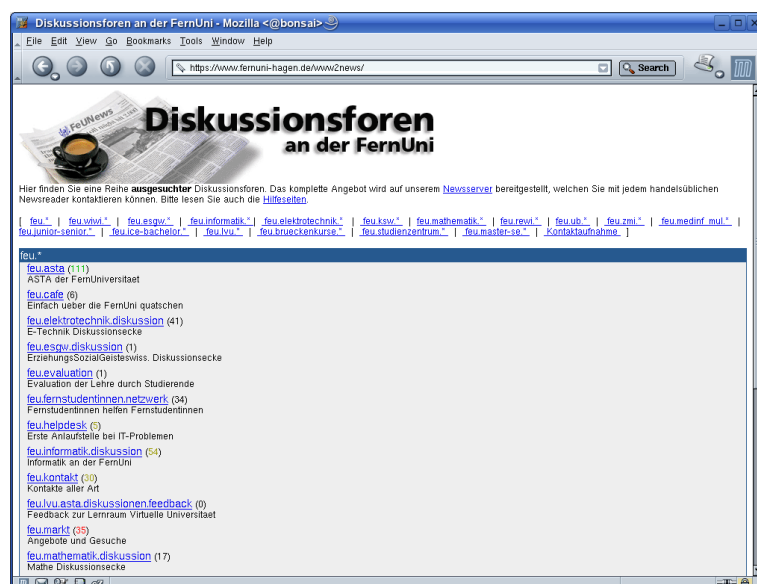 Diskussionsforen an der FernUni - Mozilla <@bonsai>
File Edit View Go Bookmarks Tools Window Help
https://www.fernuni-hagen.de/www2news/ Search
FeUNews
Diskussionsforen
an der FernUni
Hier finden Sie eine Reihe ausgesuchter Diskussionsforen. Das komplette Angebot wird auf unserem Newsserver bereitgestellt, welchen Sie mit jedem handelsüblichen
Newsreader kontaktieren können. Bitte lesen Sie auch die Hilfeseiten.
[ feu.* | feu.wiwi.* | feu.esgw.* | feu.informatik.* | feu.elektrotechnik.* | feu.ksw.* | feu.mathematik.* | feu.rewi.* | feu.ub.* | feu.zmi.* | feu.medinf_mul.* |
feu.junior-senior.* | feu.ice-bachelor.* | feu.lvu.* | feu.brueckenkurse.* | feu.studienzentrum.* | feu.master-se.* | Kontaktaufnahme ]
feu.*
feu.asta (111)
ASTA der FernUniversitaet
feu.cafe (6)
Einfach ueber die FernUni quatschen
feu.elektrotechnik.diskussion (41)
E-Technik Diskussionsecke
feu.esgw.diskussion (1)
ErziehungsSozialGeisteswiss. Diskussionsecke
feu.evaluation (1)
Evaluation der Lehre durch Studierende
feu.fernstudentinnen.netzwerk (34)
Fernstudentinnen helfen Fernstudentinnen
feu.helpdesk (5)
Erste Anlaufstelle bei IT-Problemen
feu.informatik.diskussion (54)
Informatik an der FernUni
feu.kontakt (30)
Kontakte aller Art
feu.lvu.asta.diskussionen.feedback (0)
Feedback zur Lernraum Virtuelle Universitaet
feu.markt (35)
Angebote und Gesuche
feu.mathematik.diskussion (17)
Mathe Diskussionsecke